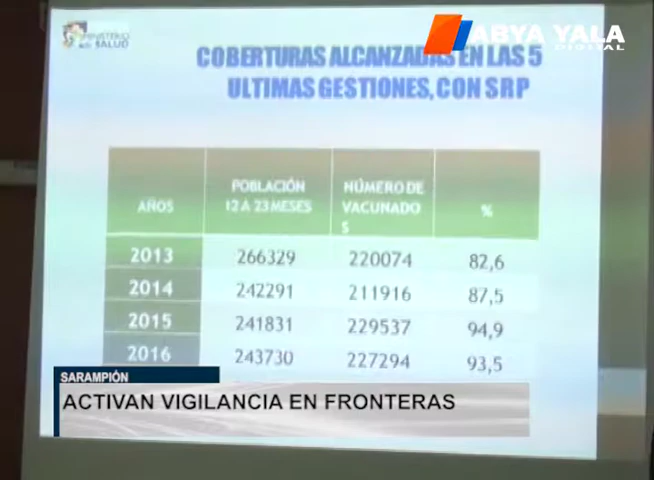 MINISTERIO
DE SALUD
ABYA YALA
DIGITAL
COBERTURAS ALCANZADAS EN LAS 5
ULTIMAS GESTIONES, CON SRP
AÑOS
POBLACIÓN
12 A 23 MESES
NÚMERO DE
VACUNADO
S
%
2013 266329 220074 82,6
2014 242291 211916 87,5
2015 241831 229537 94,9
2016 243730 227294 93,5
SARAMPIÓN
ACTIVAN VIGILANCIA EN FRONTERAS